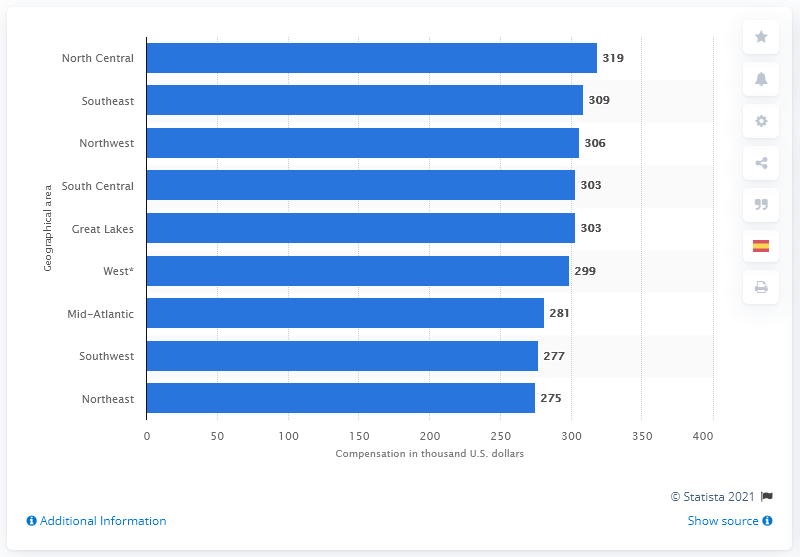 North Central 319
Southeast 309
Northwest 306
South Central 303
Great Lakes 303
West* 299
Mid-Atlantic 281
Southwest 277
Northeast 275
Geographical area
0 50 100 150 200 250 300 350 400
Compensation in thousand U.S. dollars
© Statista 2021
Additional Information
Show source